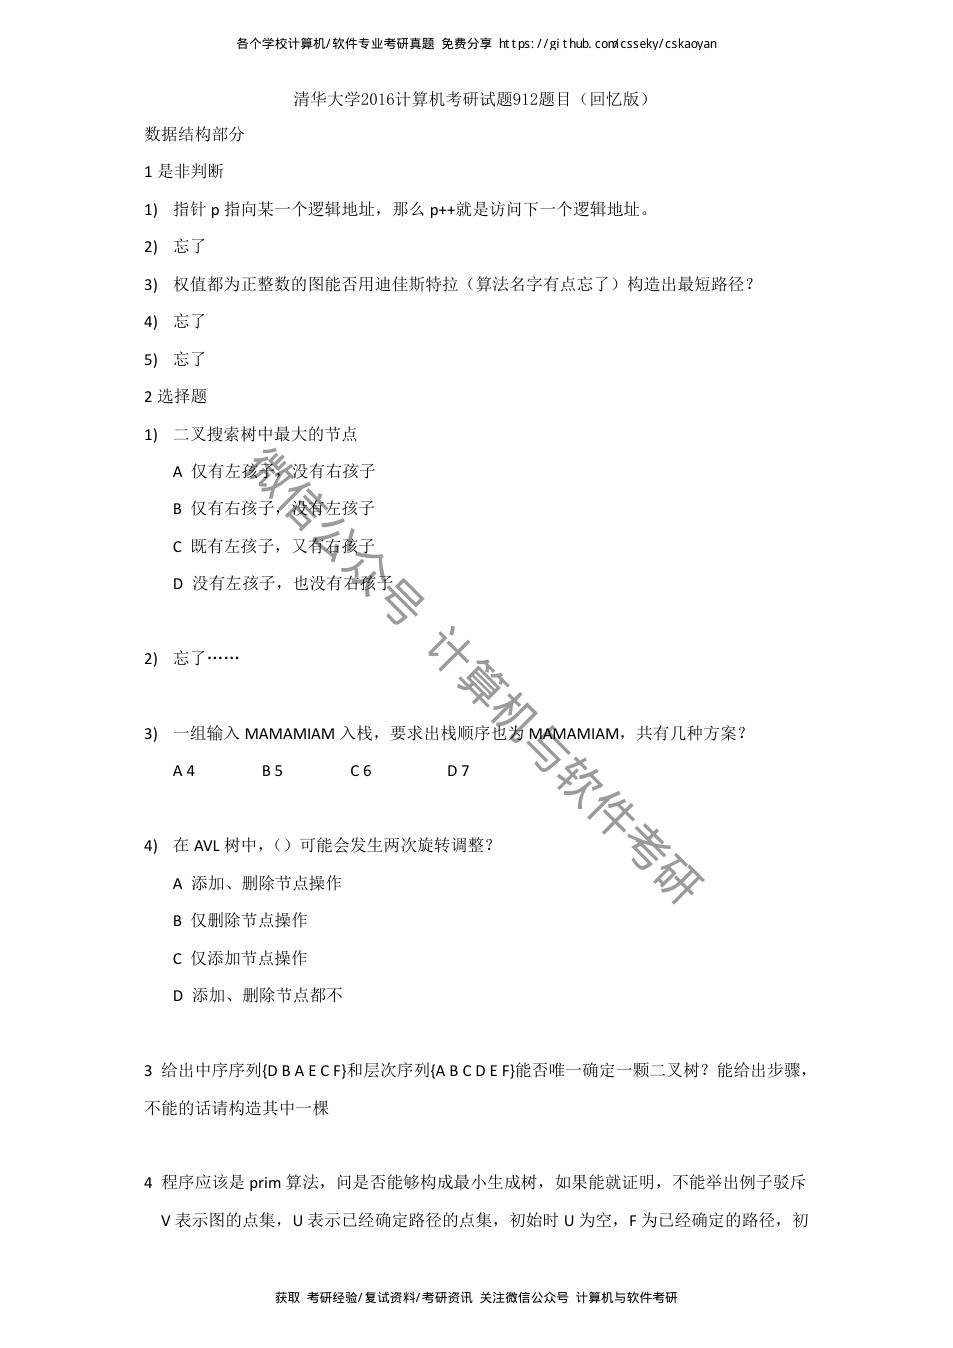 各个学校计算机/软件专业考研真题 免费分享 https://github.com/csseky/cskaoyan
清华大学2016计算机考研试题912题目（回忆版）
数据结构部分
1 是非判断
1) 指针 p 指向某一个逻辑地址，那么 p++就是访问下一个逻辑地址。
2) 忘了
3) 权值都为正整数的图能否用迪佳斯特拉（算法名字有点忘了）构造出最短路径？
4) 忘了
5) 忘了
2 选择题
1) 二叉搜索树中最大的节点
A 仅有左孩子，没有右孩子
B 仅有右孩子，没有左孩子
C 既有左孩子，又有右孩子
D 没有左孩子，也没有右孩子
2) 忘了……
3) 一组输入 MAMAMIAM 入栈，要求出栈顺序也为 MAMAMIAM，共有几种方案？
A 4 B 5 C 6 D 7
4) 在 AVL 树中，（）可能会发生两次旋转调整？
A 添加、删除节点操作
B 仅删除节点操作
C 仅添加节点操作
D 添加、删除节点都不
3 给出中序序列{D B A E C F}和层次序列{A B C D E F}能否唯一确定一颗二叉树？能给出步骤，
不能的话请构造其中一棵
4 程序应该是 prim 算法，问是否能够构成最小生成树，如果能就证明，不能举出例子驳斥
V 表示图的点集，U 表示已经确定路径的点集，初始时 U 为空，F 为已经确定的路径，初
微信公众号 计算机与软件考研
获取 考研经验/复试资料/考研资讯 关注微信公众号 计算机与软件考研